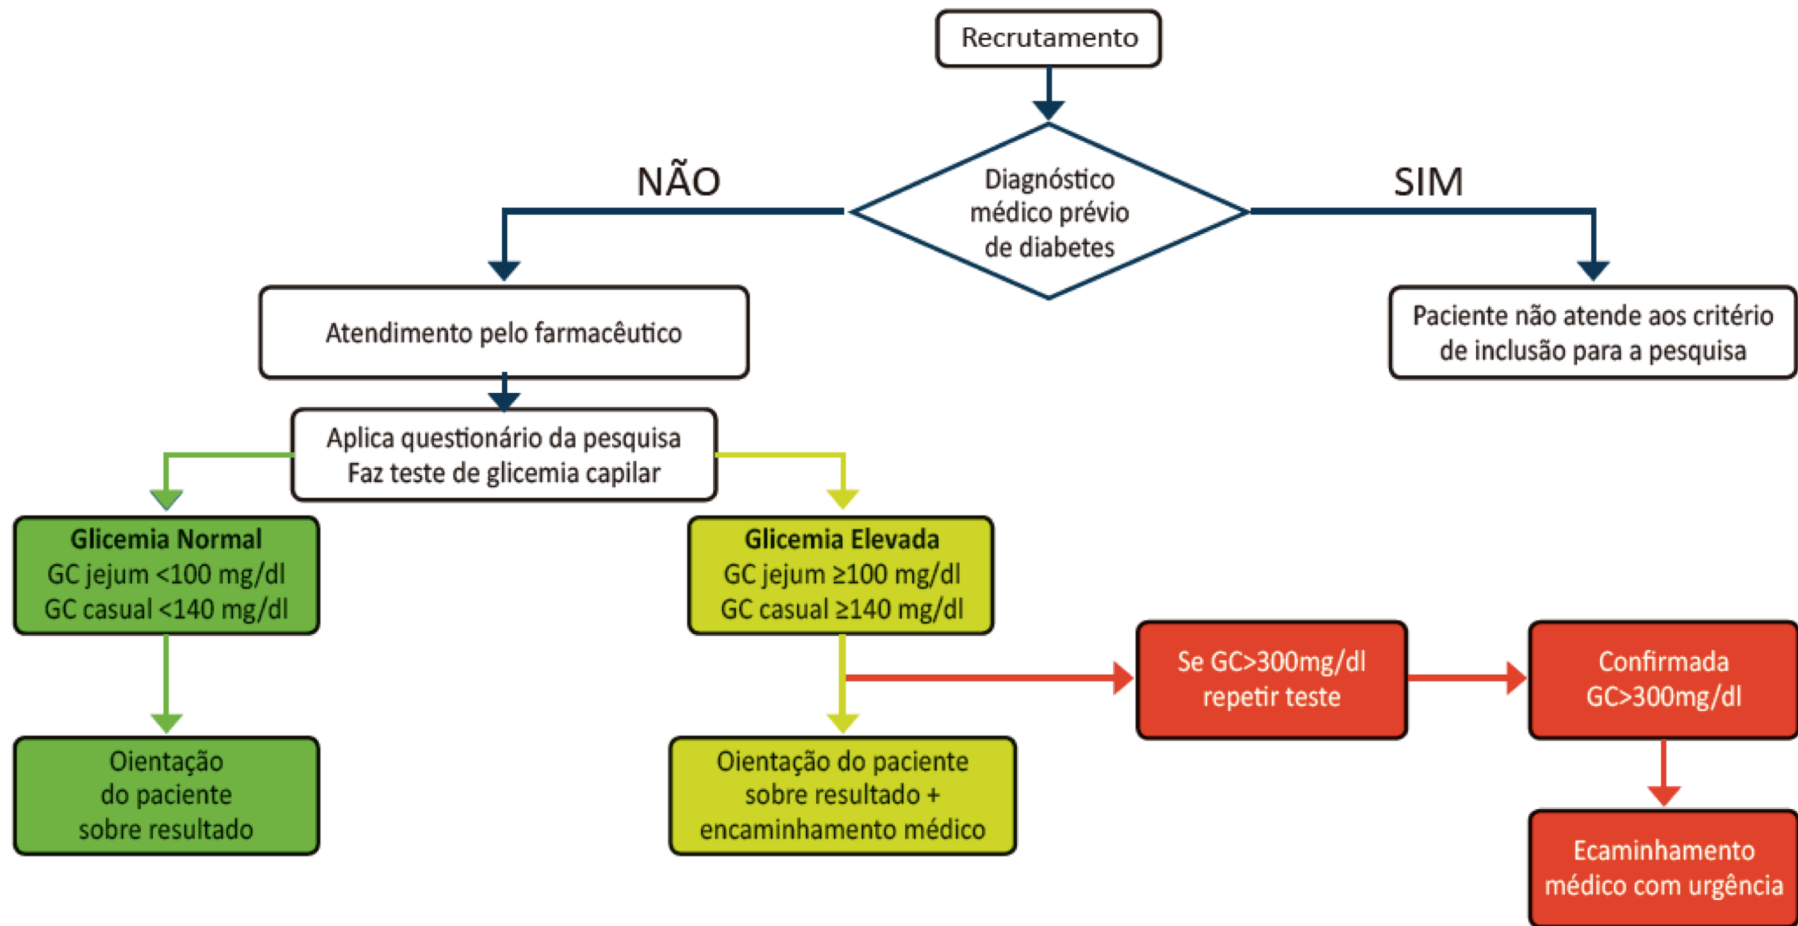 Recrutamento
NÃO
SIM
Diagnóstico
médico prévio
de diabetes
Atendimento pelo farmacêutico
Paciente não atende aos critério
de inclusão para a pesquisa
Aplica questionário da pesquisa
Faz teste de glicemia capilar
Glicemia Normal
GC jejum <100 mg/dl
GC casual <140 mg/dl
Glicemia Elevada
GC jejum ≥100 mg/dl
GC casual ≥140 mg/dl
Se GC>300mg/dl
repetir teste
Confirmada
GC>300mg/dl
Oientação
do paciente
sobre resultado
Oientação do paciente
sobre resultado +
encaminhamento médico
Ecaminhamento
médico com urgência